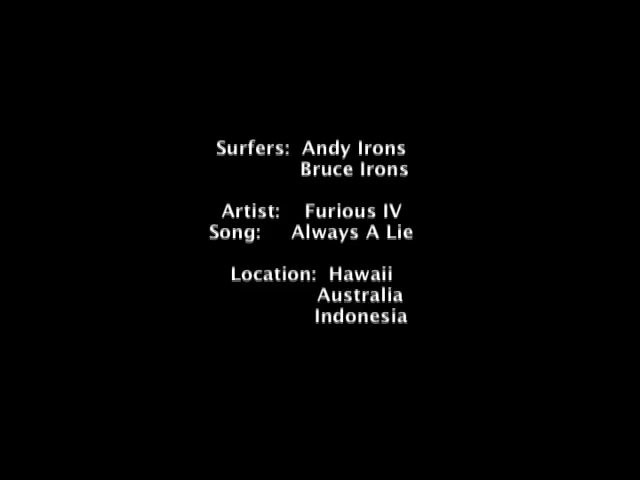 Surfers: Andy Irons
Bruce Irons
Artist: Furious IV
Song: Always A Lie
Location: Hawaii
Australia
Indonesia